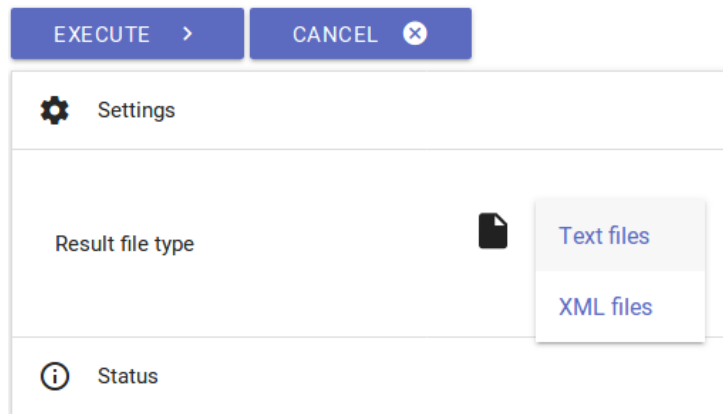 EXECUTE CANCEL
Settings
Result file type
Text files
XML files
Status